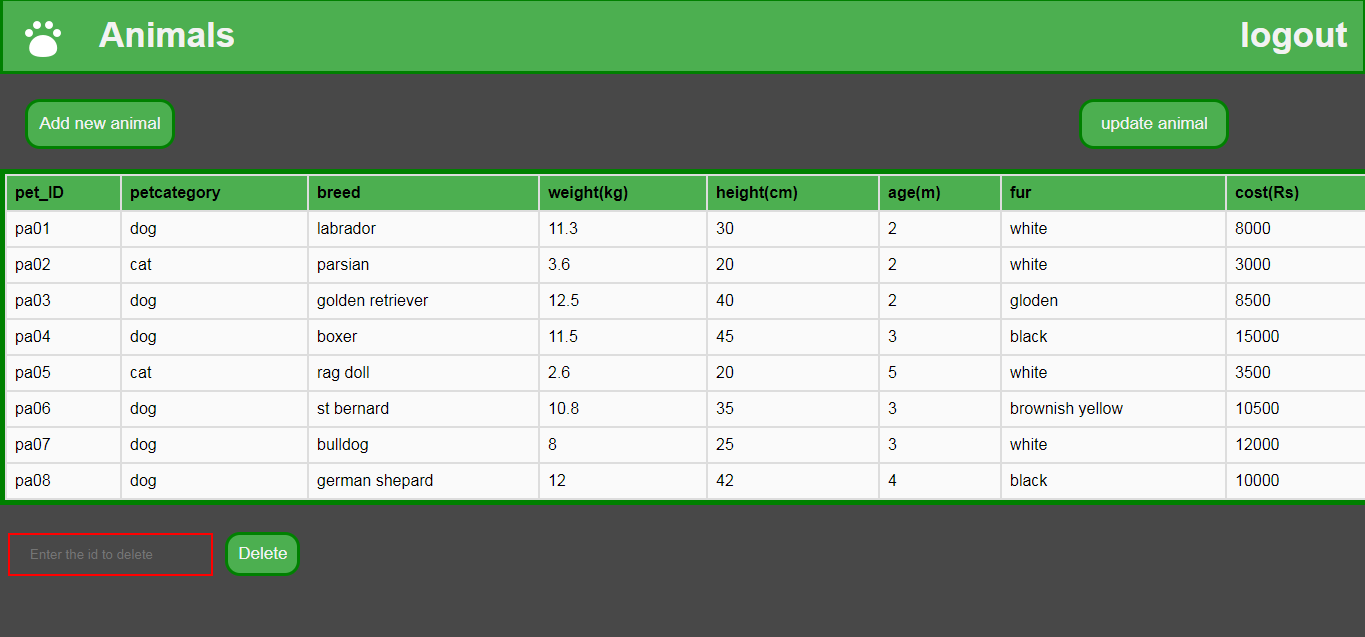 Animals logout
Add new animal update animal
pet_ID petcategory breed weight(kg) height(cm) age(m) fur cost(Rs)
pa01 dog labrador 11.3 30 2 white 8000
pa02 cat parsian 3.6 20 2 white 3000
pa03 dog golden retriever 12.5 40 2 gloden 8500
pa04 dog boxer 11.5 45 3 black 15000
pa05 cat rag doll 2.6 20 5 white 3500
pa06 dog st bernard 10.8 35 3 brownish yellow 10500
pa07 dog bulldog 8 25 3 white 12000
pa08 dog german shepard 12 42 4 black 10000
Enter the id to delete Delete